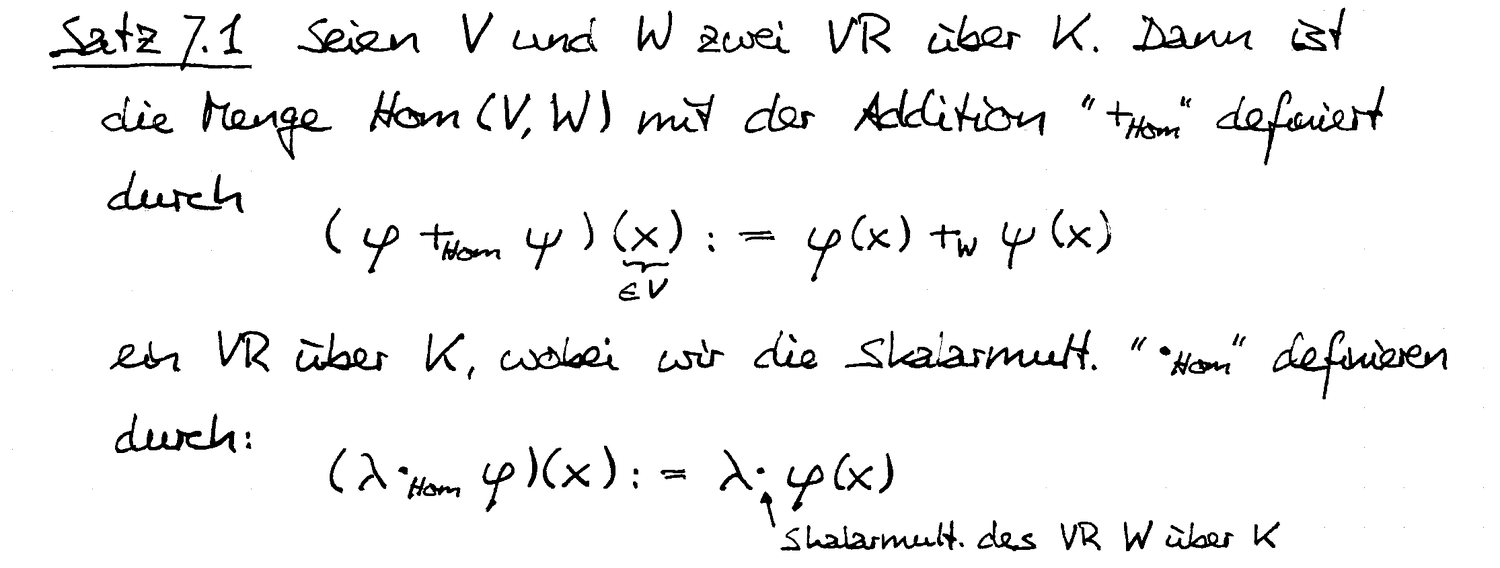 Satz 7.1 Seien V und W zwei VR über K. Dann ist
die Menge Hom (V, W) mit der Addition "+Hom" definiert
durch
(φ +Hom ψ)(x) := φ(x) +W ψ(x)
∈V
ein VR über K, wobei wir die Skalarmult. "·Hom" definieren
durch:
(λ ·Hom φ)(x) := λ · φ(x)
Skalarmult. des VR W über K